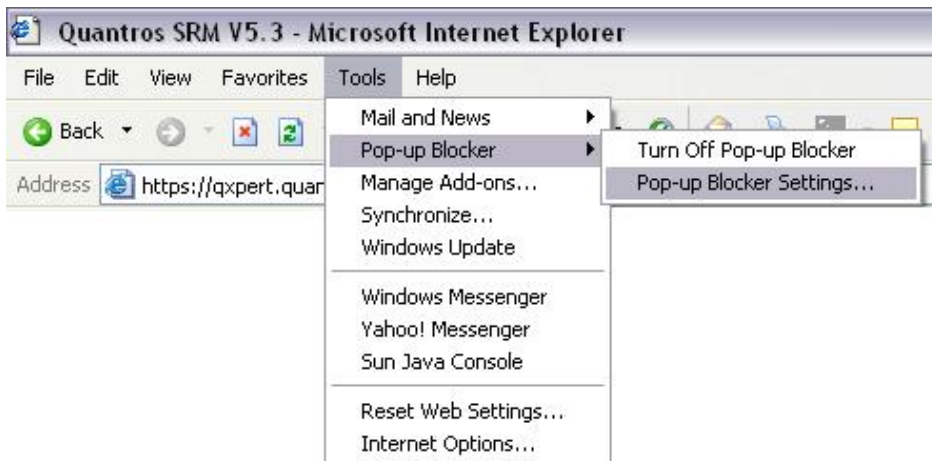 Quantros SRM V5.3 - Microsoft Internet Explorer
File Edit View Favorites Tools Help
Back
Address https://qxpert.quan
Mail and News
Pop-up Blocker
Manage Add-ons...
Synchronize...
Windows Update
Windows Messenger
Yahoo! Messenger
Sun Java Console
Reset Web Settings...
Internet Options...
Turn Off Pop-up Blocker
Pop-up Blocker Settings...